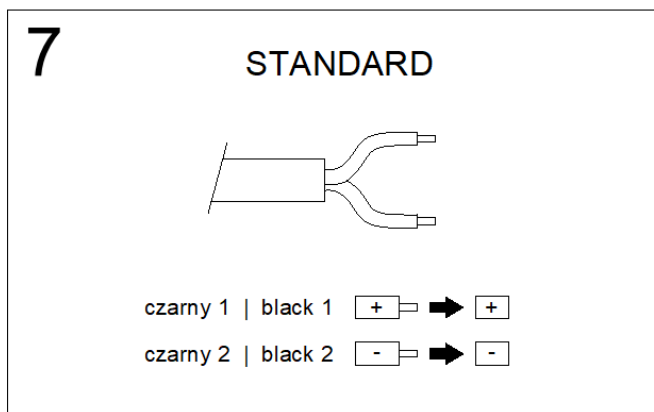 7
STANDARD
czarny 1 | black 1 + +
czarny 2 | black 2 - -